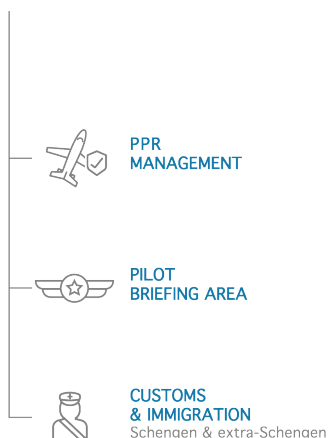 PPR
MANAGEMENT
PILOT
BRIEFING AREA
CUSTOMS
& IMMIGRATION
Schengen & extra-Schengen